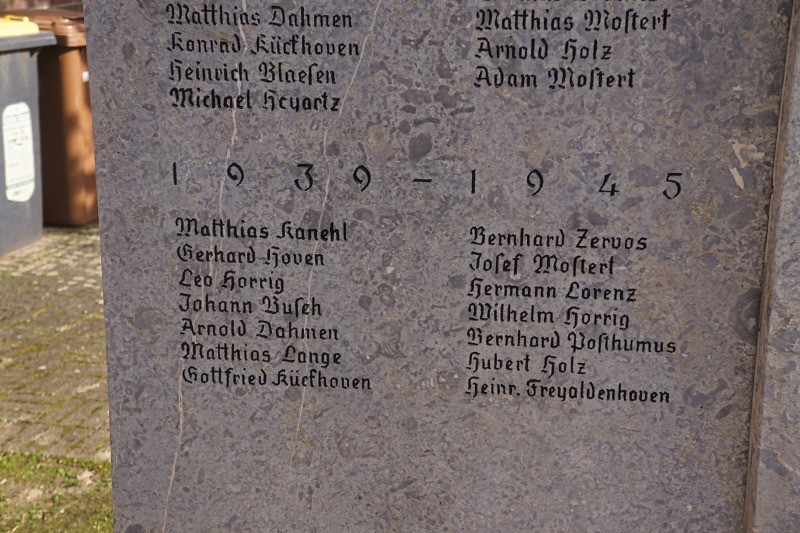 Matthias Dahmen
Konrad Kückhoven
Heinrich Blaeſen
Michael Heyartz
Matthias Moſtert
Arnold Holz
Adam Moſtert
1939-1945
Matthias Kanehl
Gerhard Hoven
Leo Horrig
Johann Buſch
Arnold Dahmen
Matthias Lange
Gottfried Kückhoven
Bernhard Zervos
Joſef Moſtert
Hermann Lorenz
Wilhelm Horrig
Bernhard Poſthumus
Hubert Holz
Heinr. Freyaldenhoven